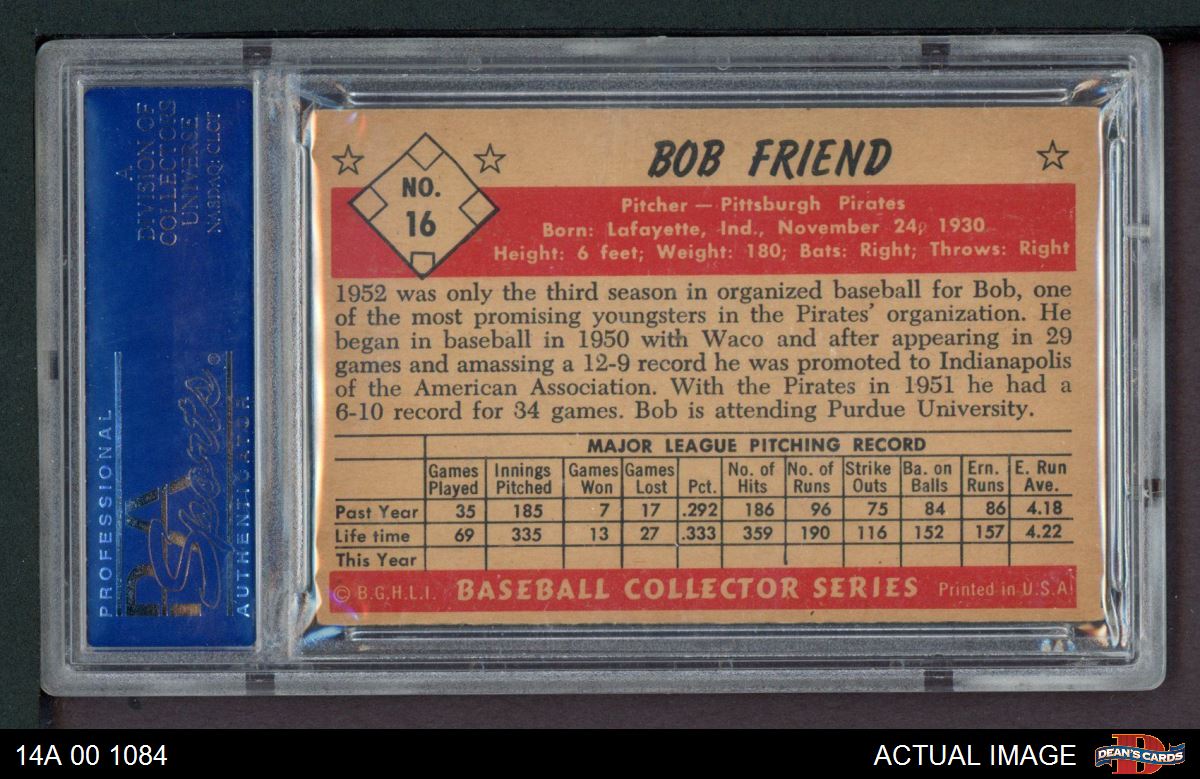 A
DIVISION OF
COLLECTORS
UNIVERSE
NASDAQ: CLCT
PROFESSIONAL
PSA
Sports ®
AUTHENTICATOR
NO.
16
BOB FRIEND
Pitcher — Pittsburgh Pirates
Born: Lafayette, Ind., November 24, 1930
Height: 6 feet; Weight: 180; Bats: Right; Throws: Right
1952 was only the third season in organized baseball for Bob, one
of the most promising youngsters in the Pirates' organization. He
began in baseball in 1950 with Waco and after appearing in 29
games and amassing a 12-9 record he was promoted to Indianapolis
of the American Association. With the Pirates in 1951 he had a
6-10 record for 34 games. Bob is attending Purdue University.
MAJOR LEAGUE PITCHING RECORD
Games Played Innings Pitched Games Won Games Lost Pct. No. of Hits No. of Runs Strike Outs Ba. on Balls Ern. Runs E. Run Ave.
Past Year 35 185 7 17 .292 186 96 75 84 86 4.18
Life time 69 335 13 27 .333 359 190 116 152 157 4.22
This Year
© B.G.H.L.I. BASEBALL COLLECTOR SERIES Printed in U.S.A.
14A 00 1084
ACTUAL IMAGE
D
DEAN'S CARDS